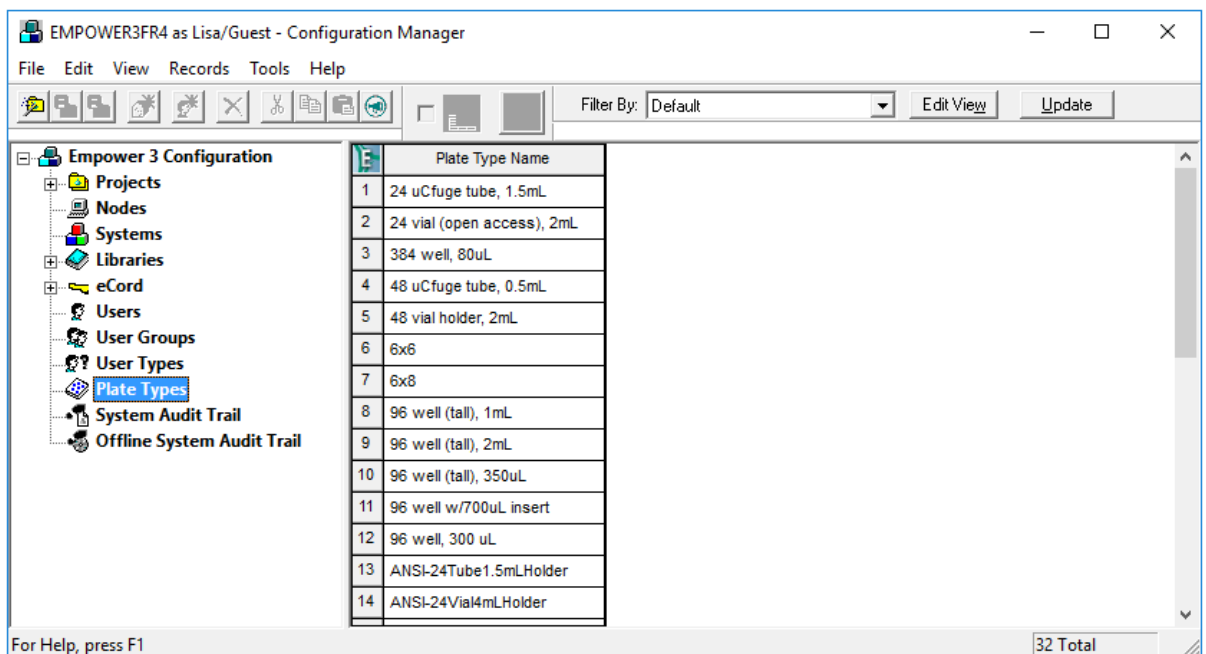 EMPOWER3FR4 as Lisa/Guest - Configuration Manager
File Edit View Records Tools Help
Filter By: Default Edit View Update
Empower 3 Configuration
Projects
Nodes
Systems
Libraries
eCord
Users
User Groups
User Types
Plate Types
System Audit Trail
Offline System Audit Trail
Plate Type Name
1 24 uCfuge tube, 1.5mL
2 24 vial (open access), 2mL
3 384 well, 80uL
4 48 uCfuge tube, 0.5mL
5 48 vial holder, 2mL
6 6x6
7 6x8
8 96 well (tall), 1mL
9 96 well (tall), 2mL
10 96 well (tall), 350uL
11 96 well w/700uL insert
12 96 well, 300 uL
13 ANSI-24Tube1.5mLHolder
14 ANSI-24Vial4mLHolder
For Help, press F1
32 Total